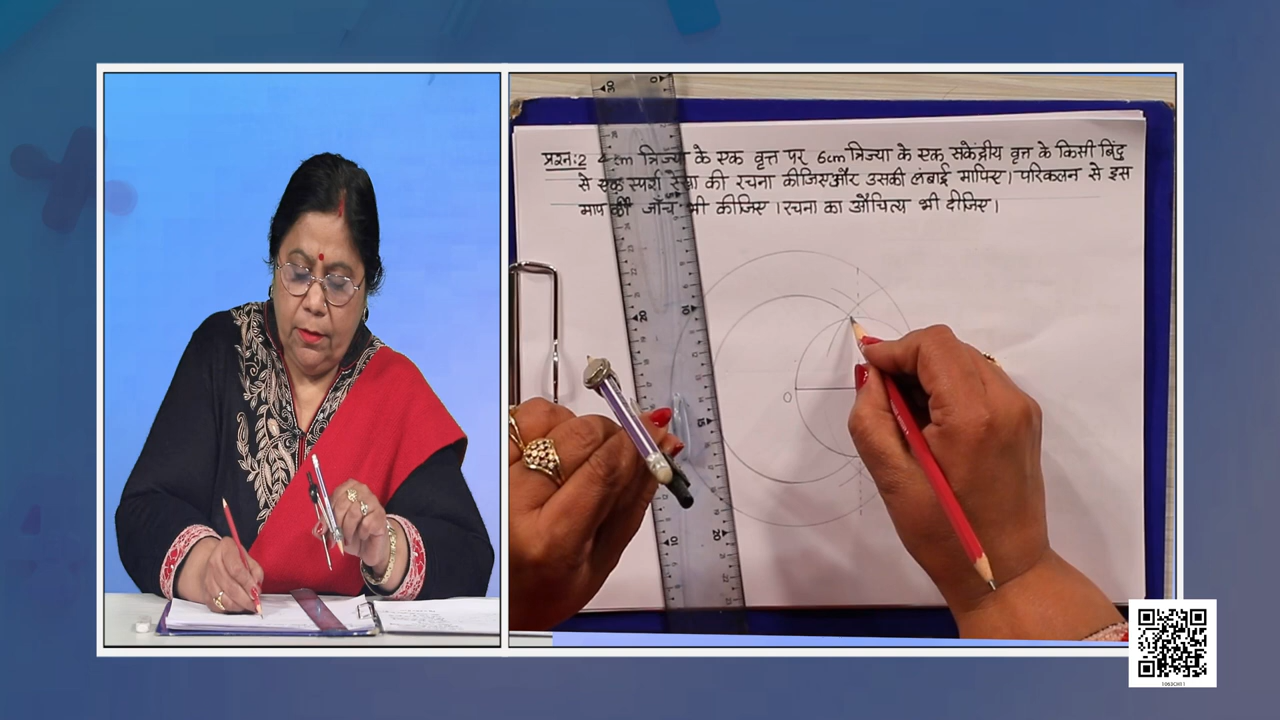 प्रश्न:2 4 cm त्रिज्या के एक वृत्त पर 6cm त्रिज्या के एक संकेंद्रीय वृत्त के किसी बिंदु
से एक स्पर्श रेखा की रचना कीजिए और उसकी लंबाई मापिए। परिकलन से इस
माप की जाँच भी कीजिए। रचना का औचित्य भी दीजिए।
O